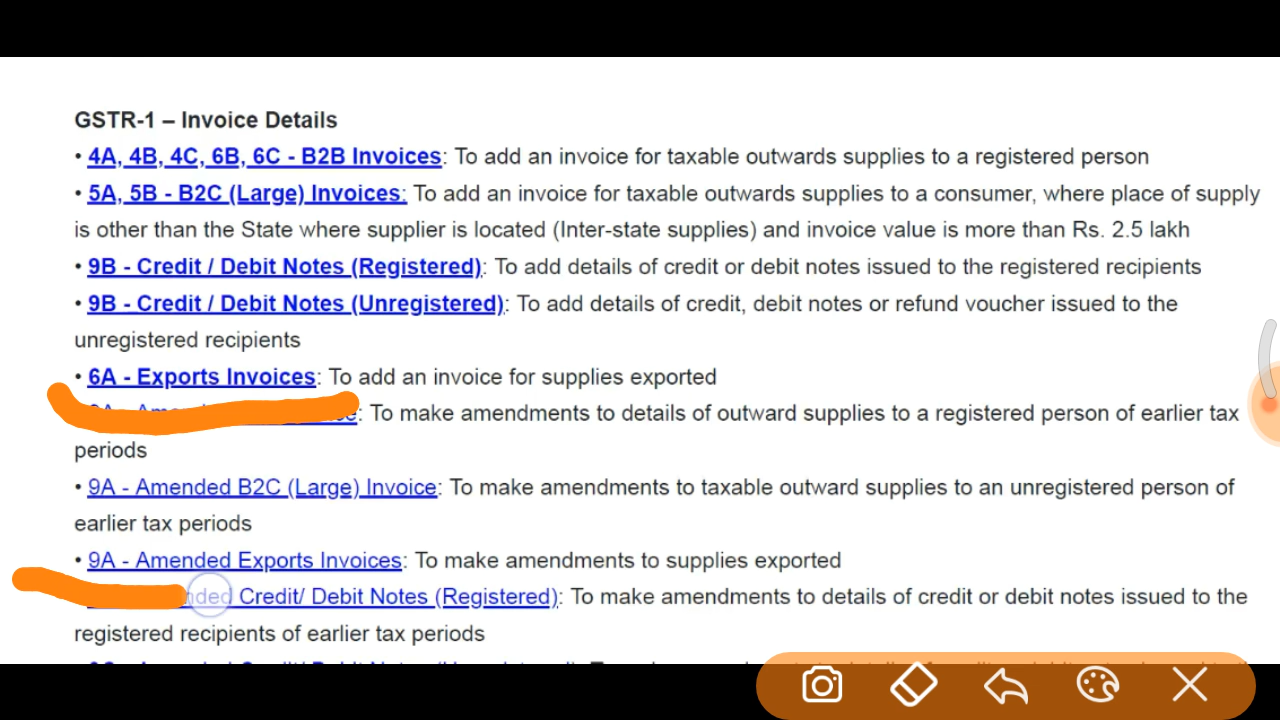 GSTR-1 – Invoice Details
• 4A, 4B, 4C, 6B, 6C - B2B Invoices: To add an invoice for taxable outwards supplies to a registered person
• 5A, 5B - B2C (Large) Invoices: To add an invoice for taxable outwards supplies to a consumer, where place of supply
is other than the State where supplier is located (Inter-state supplies) and invoice value is more than Rs. 2.5 lakh
• 9B - Credit / Debit Notes (Registered): To add details of credit or debit notes issued to the registered recipients
• 9B - Credit / Debit Notes (Unregistered): To add details of credit, debit notes or refund voucher issued to the
unregistered recipients
• 6A - Exports Invoices: To add an invoice for supplies exported
: To make amendments to details of outward supplies to a registered person of earlier tax
periods
• 9A - Amended B2C (Large) Invoice: To make amendments to taxable outward supplies to an unregistered person of
earlier tax periods
• 9A - Amended Exports Invoices: To make amendments to supplies exported
Credit/ Debit Notes (Registered): To make amendments to details of credit or debit notes issued to the
registered recipients of earlier tax periods